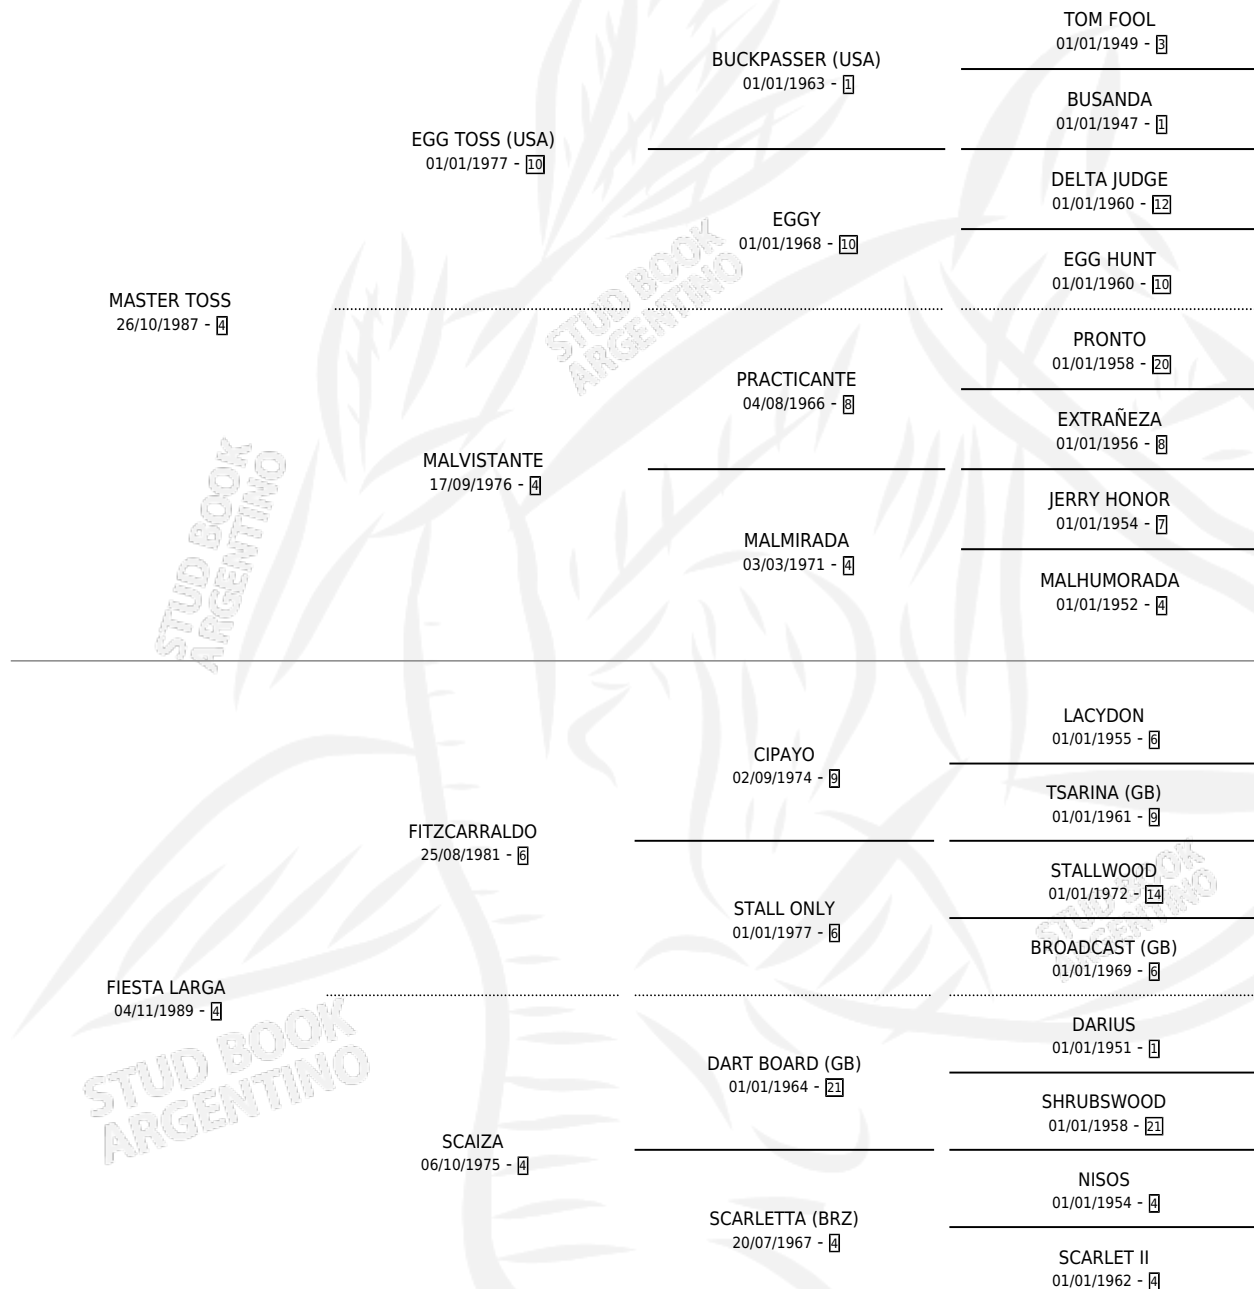 TOM FOOL
01/01/1949 - 3
BUCKPASSER (USA)
01/01/1963 - 1
BUSANDA
01/01/1947 - 1
EGG TOSS (USA)
01/01/1977 - 10
DELTA JUDGE
01/01/1960 - 12
EGGY
01/01/1968 - 10
EGG HUNT
01/01/1960 - 10
MASTER TOSS
26/10/1987 - 4
PRONTO
01/01/1958 - 20
PRACTICANTE
04/08/1966 - 8
EXTRAÑEZA
01/01/1956 - 8
MALVISTANTE
17/09/1976 - 4
JERRY HONOR
01/01/1954 - 7
MALMIRADA
03/03/1971 - 4
MALHUMORADA
01/01/1952 - 4
LACYDON
01/01/1955 - 6
CIPAYO
02/09/1974 - 9
TSARINA (GB)
01/01/1961 - 9
FITZCARRALDO
25/08/1981 - 6
STALLWOOD
01/01/1972 - 14
STALL ONLY
01/01/1977 - 6
BROADCAST (GB)
01/01/1969 - 6
FIESTA LARGA
04/11/1989 - 4
DARIUS
01/01/1951 - 1
DART BOARD (GB)
01/01/1964 - 21
SHRUBSWOOD
01/01/1958 - 21
SCAIZA
06/10/1975 - 4
NISOS
01/01/1954 - 4
SCARLETTA (BRZ)
20/07/1967 - 4
SCARLET II
01/01/1962 - 4
STUD BOOK
ARGENTINO
STUD BOOK
ARGENTINO
STUD BOOK
ARGENTINO
STUD BOOK
ARGENTINO